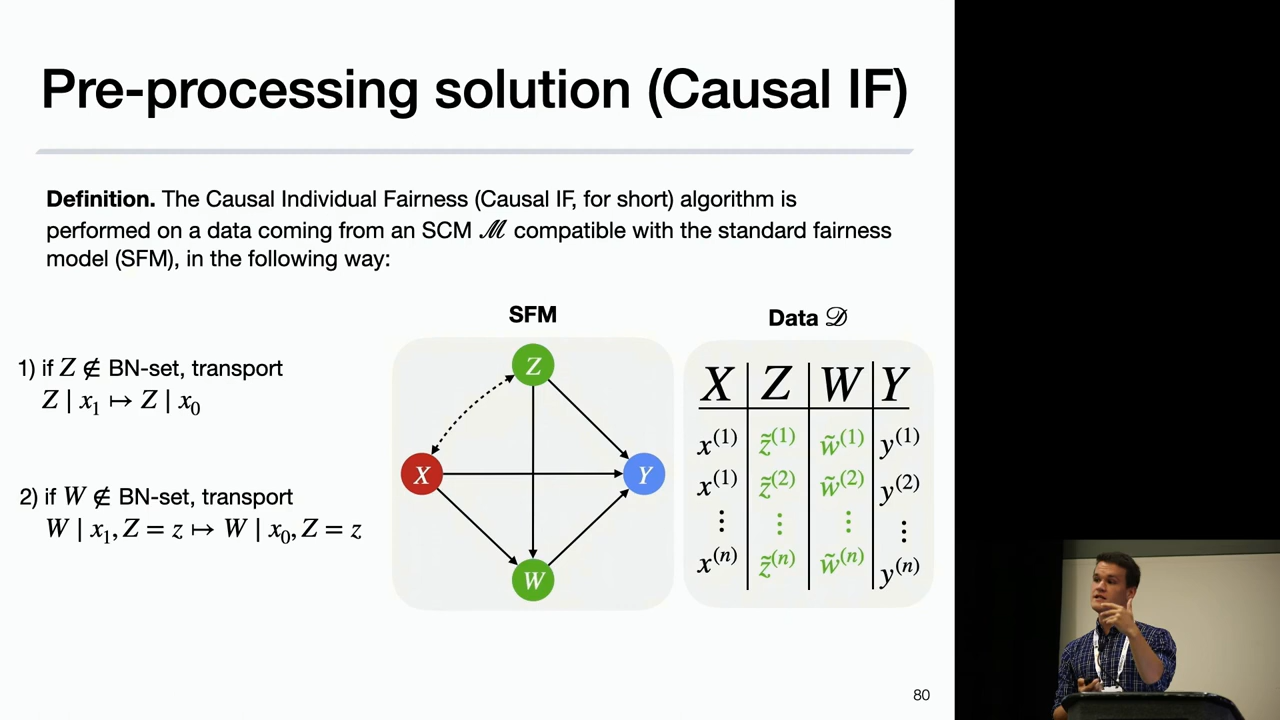 Pre-processing solution (Causal IF)
Definition. The Causal Individual Fairness (Causal IF, for short) algorithm is
performed on a data coming from an SCM ℳ compatible with the standard fairness
model (SFM), in the following way:
1) if Z ∉ BN-set, transport
Z | x₁ ↦ Z | x₀
2) if W ∉ BN-set, transport
W | x₁, Z = z ↦ W | x₀, Z = z
SFM
Z
X
Y
W
Data 𝒟
X Z W Y
x⁽¹⁾ z̃⁽¹⁾ w̃⁽¹⁾ y⁽¹⁾
x⁽¹⁾ z̃⁽²⁾ w̃⁽²⁾ y⁽²⁾
⋮ ⋮ ⋮ ⋮
x⁽ⁿ⁾ z̃⁽ⁿ⁾ w̃⁽ⁿ⁾ y⁽ⁿ⁾
80